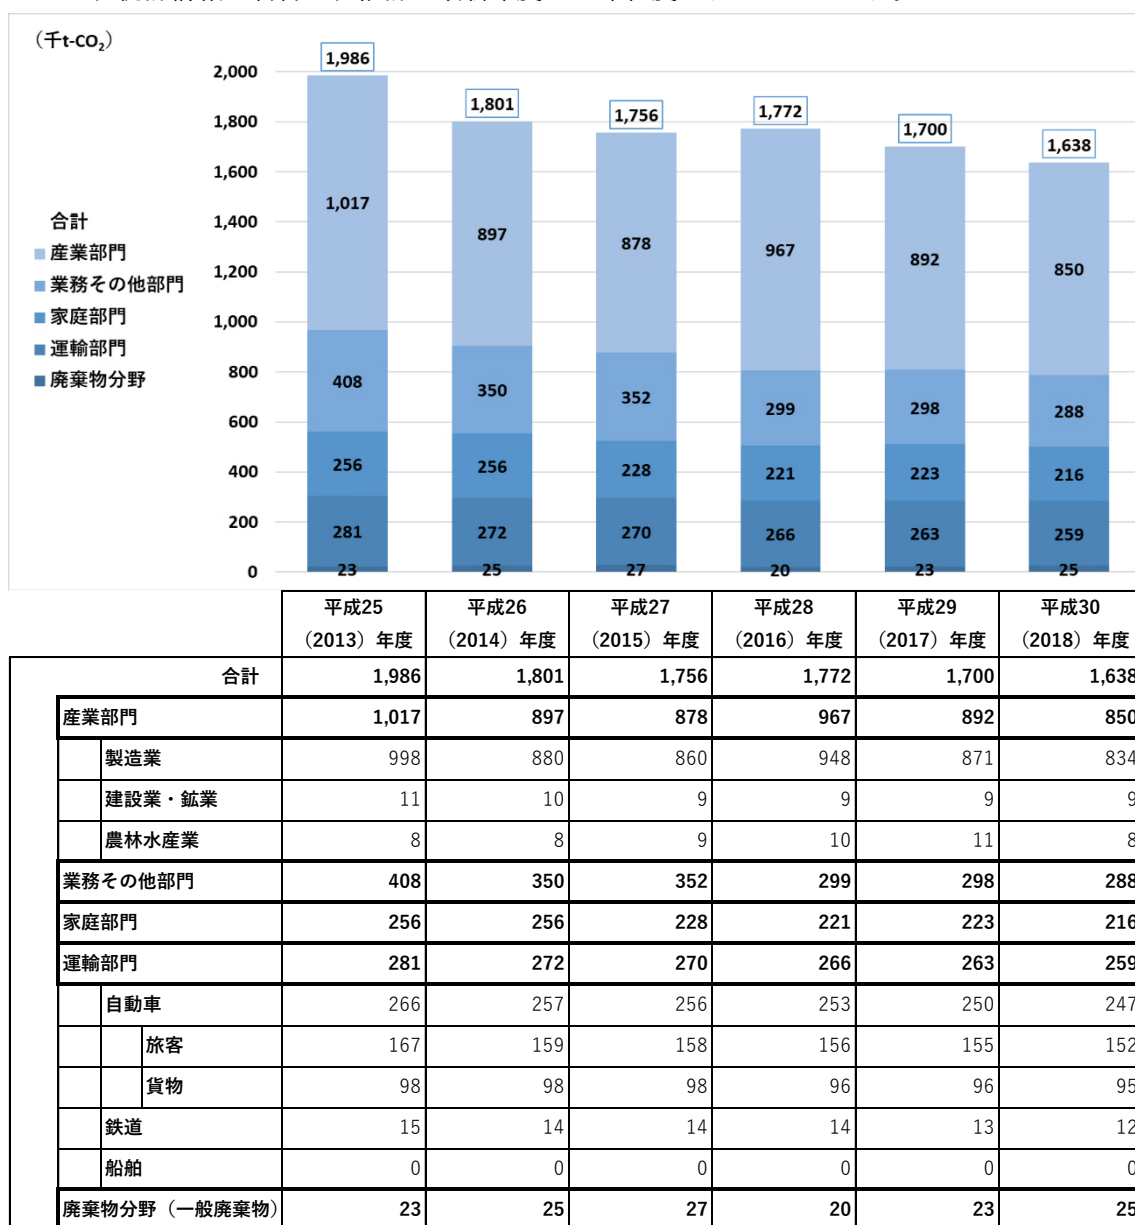 （千t-CO₂）
1,986 1,801 1,756 1,772 1,700 1,638
2,000
1,800
1,600
1,400
1,200
1,000
800
600
400
200
0
合計
産業部門
業務その他部門
家庭部門
運輸部門
廃棄物分野
1,017 897 878 967 892 850
408 350 352 299 298 288
256 256 228 221 223 216
281 272 270 266 263 259
23 25 27 20 23 25
平成25 平成26 平成27 平成28 平成29 平成30
（2013）年度 （2014）年度 （2015）年度 （2016）年度 （2017）年度 （2018）年度
合計 1,986 1,801 1,756 1,772 1,700 1,638
産業部門 1,017 897 878 967 892 850
製造業 998 880 860 948 871 834
建設業・鉱業 11 10 9 9 9 9
農林水産業 8 8 9 10 11 8
業務その他部門 408 350 352 299 298 288
家庭部門 256 256 228 221 223 216
運輸部門 281 272 270 266 263 259
自動車 266 257 256 253 250 247
旅客 167 159 158 156 155 152
貨物 98 98 98 96 96 95
鉄道 15 14 14 14 13 12
船舶 0 0 0 0 0 0
廃棄物分野（一般廃棄物） 23 25 27 20 23 25